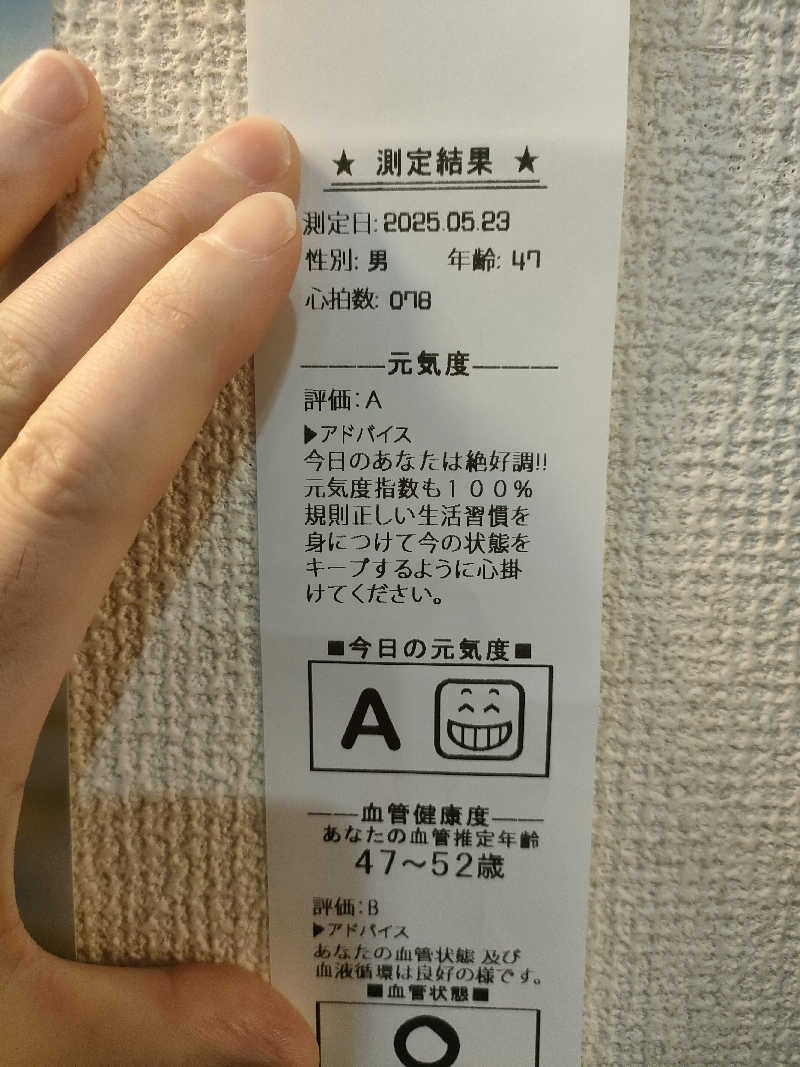 ★ 測定結果 ★
測定日:2025.05.23
性別:男 年齢:47
心拍数:078
元気度
評価:A
▶アドバイス
今日のあなたは絶好調!!
元気度指数も100%
規則正しい生活習慣を
身につけて今の状態を
キープするように心掛
けてください。
■今日の元気度■
A
血管健康度
あなたの血管推定年齢
47～52歳
評価:B
▶アドバイス
あなたの血管状態 及び
血液循環は良好の様です。
■血管状態■